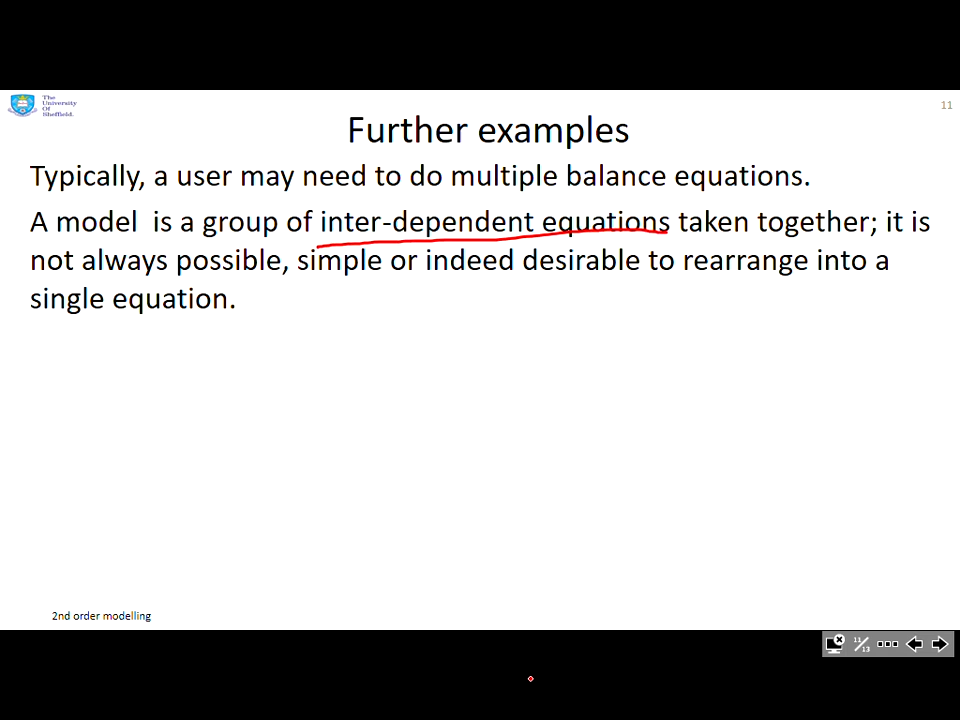 The
University
Of
Sheffield.
11
Further examples
Typically, a user may need to do multiple balance equations.
A model  is a group of inter-dependent equations taken together; it is
not always possible, simple or indeed desirable to rearrange into a
single equation.
2nd order modelling
11/13